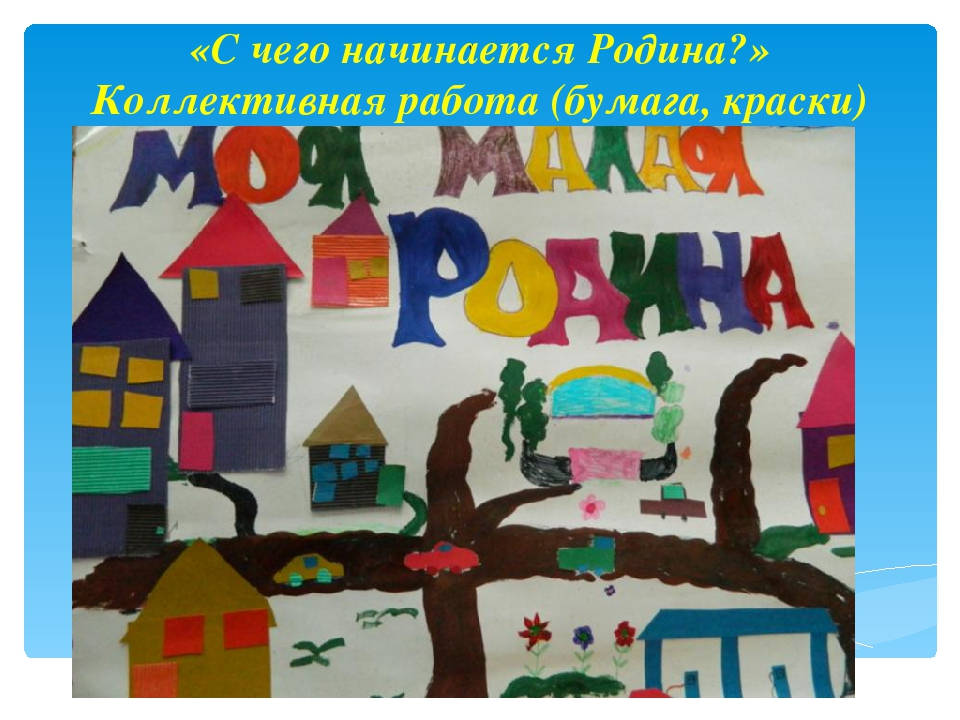 «С чего начинается Родина?»
Коллективная работа (бумага, краски)
МОЯ МАЛАЯ
РОДИНА